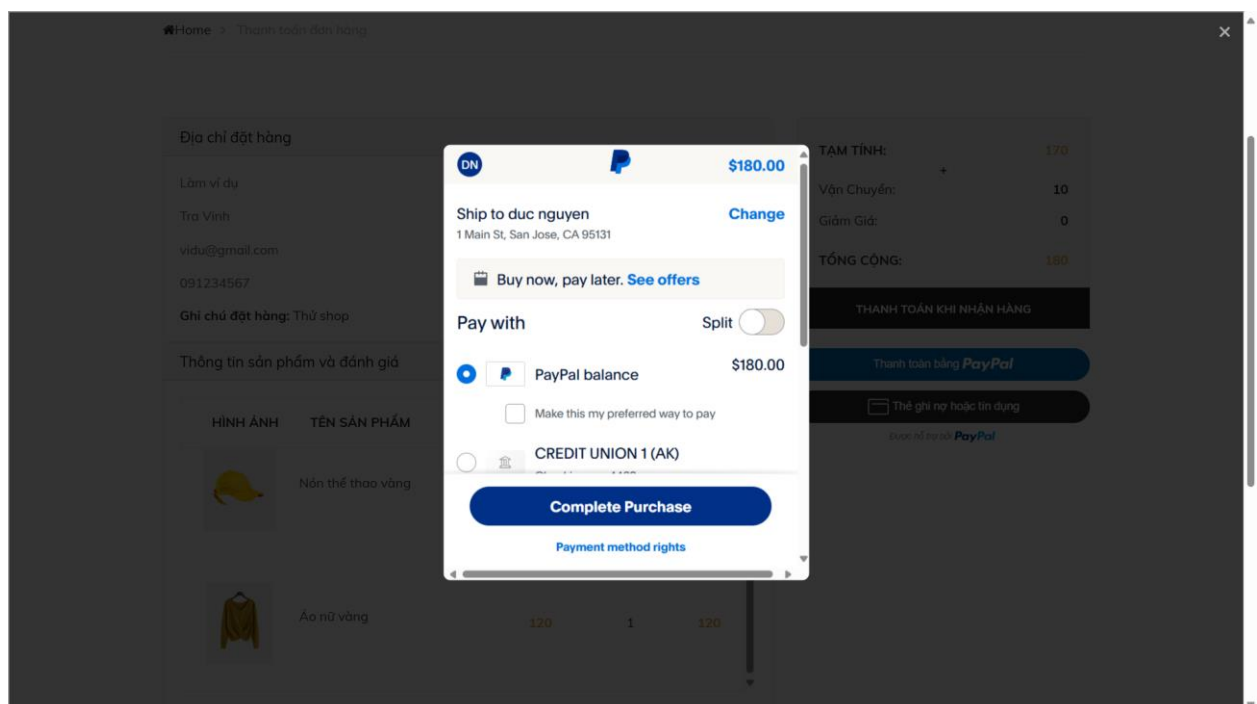 Home > Thanh toán đơn hàng
×
Địa chỉ đặt hàng
Làm ví dụ
Tra Vinh
vidu@gmail.com
091234567
Ghi chú đặt hàng: Thử shop
Thông tin sản phẩm và đánh giá
HÌNH ẢNH TÊN SẢN PHẨM
Nón thể thao vàng
Áo nữ vàng 120 1 120
DN $180.00
Ship to duc nguyen Change
1 Main St, San Jose, CA 95131
Buy now, pay later. See offers
Pay with Split
PayPal balance $180.00
Make this my preferred way to pay
CREDIT UNION 1 (AK)
Complete Purchase
Payment method rights
TẠM TÍNH: 170
+
Vận Chuyển: 10
Giảm Giá: 0
TỔNG CỘNG: 180
THANH TOÁN KHI NHẬN HÀNG
Thanh toán bằng PayPal
Thẻ ghi nợ hoặc tín dụng
Được hỗ trợ bởi PayPal